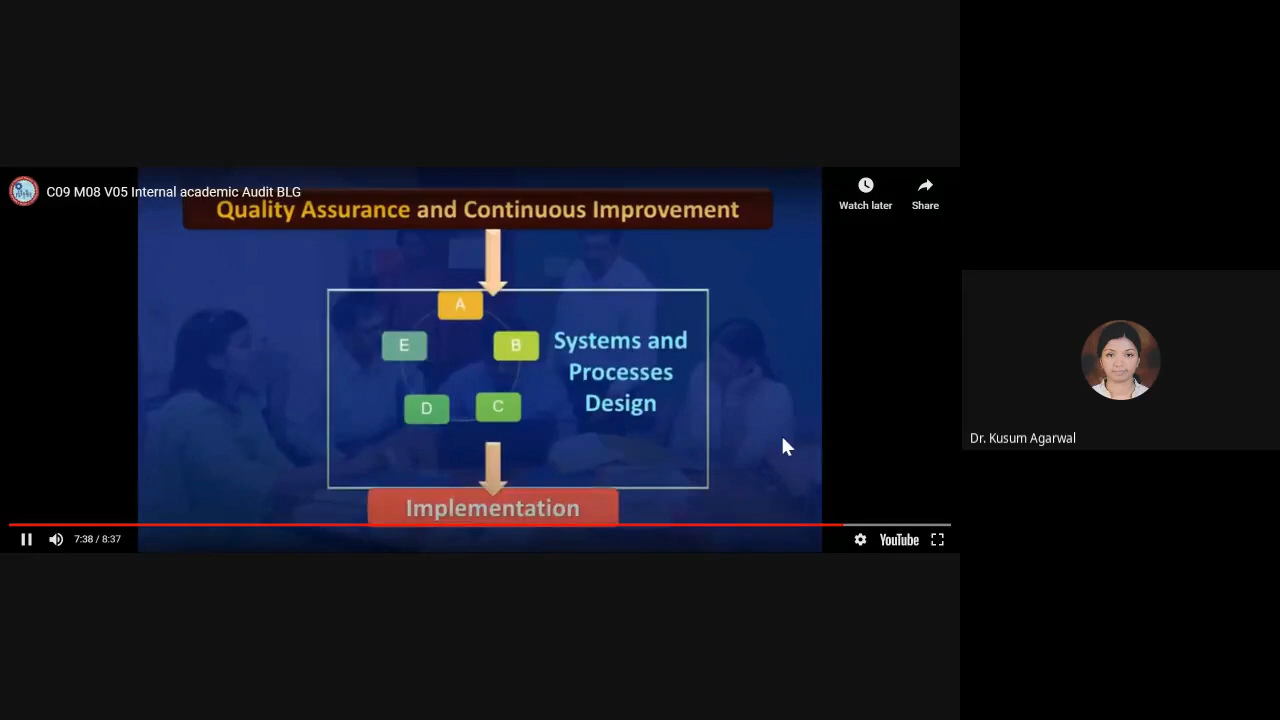 C09 M08 V05 Internal academic Audit BLG
Watch later
Share
Quality Assurance and Continuous Improvement
A
E
B
D
C
Systems and
Processes
Design
Implementation
7:38 / 8:37
YouTube
Dr. Kusum Agarwal